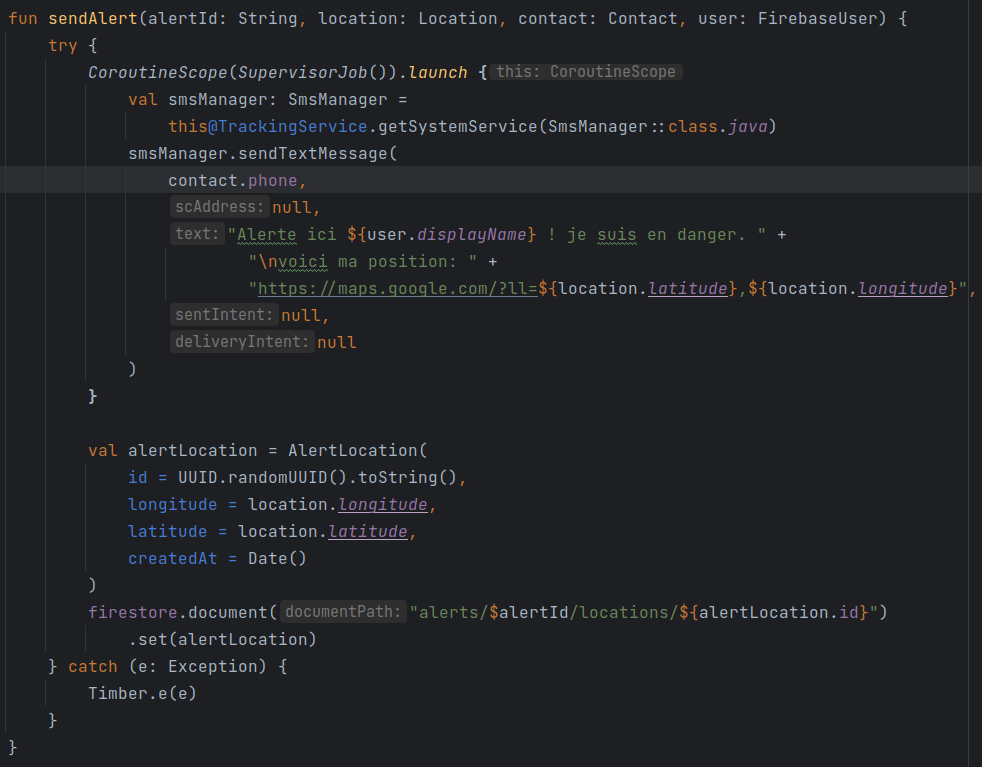 fun sendAlert(alertId: String, location: Location, contact: Contact, user: FirebaseUser) {
try {
CoroutineScope(SupervisorJob()).launch { this: CoroutineScope
val smsManager: SmsManager =
this@TrackingService.getSystemService(SmsManager::class.java)
smsManager.sendTextMessage(
contact.phone,
scAddress: null,
text: "Alerte ici ${user.displayName} ! je suis en danger. " +
"\nvoici ma position: " +
"https://maps.google.com/?ll=${location.latitude},${location.longitude}",
sentIntent: null,
deliveryIntent: null
)
}
val alertLocation = AlertLocation(
id = UUID.randomUUID().toString(),
longitude = location.longitude,
latitude = location.latitude,
createdAt = Date()
)
firestore.document( documentPath: "alerts/$alertId/locations/${alertLocation.id}")
.set(alertLocation)
} catch (e: Exception) {
Timber.e(e)
}
}